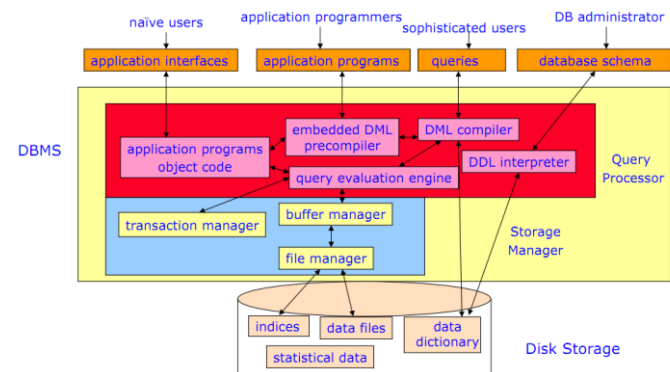 naïve users
application programmers
sophisticated users
DB administrator
application interfaces
application programs
queries
database schema
DBMS
embedded DML
precompiler
DML compiler
application programs
object code
DDL interpreter
query evaluation engine
Query
Processor
buffer manager
transaction manager
Storage
Manager
file manager
indices
data files
data
dictionary
statistical data
Disk Storage